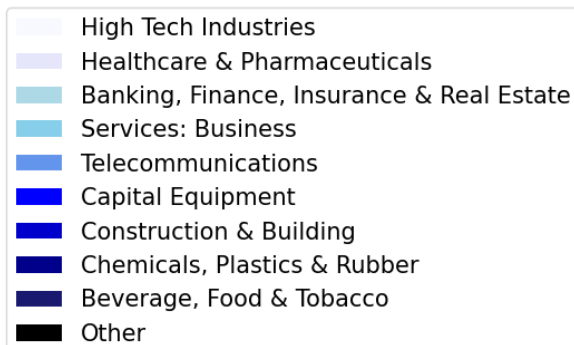 High Tech Industries
Healthcare & Pharmaceuticals
Banking, Finance, Insurance & Real Estate
Services: Business
Telecommunications
Capital Equipment
Construction & Building
Chemicals, Plastics & Rubber
Beverage, Food & Tobacco
Other